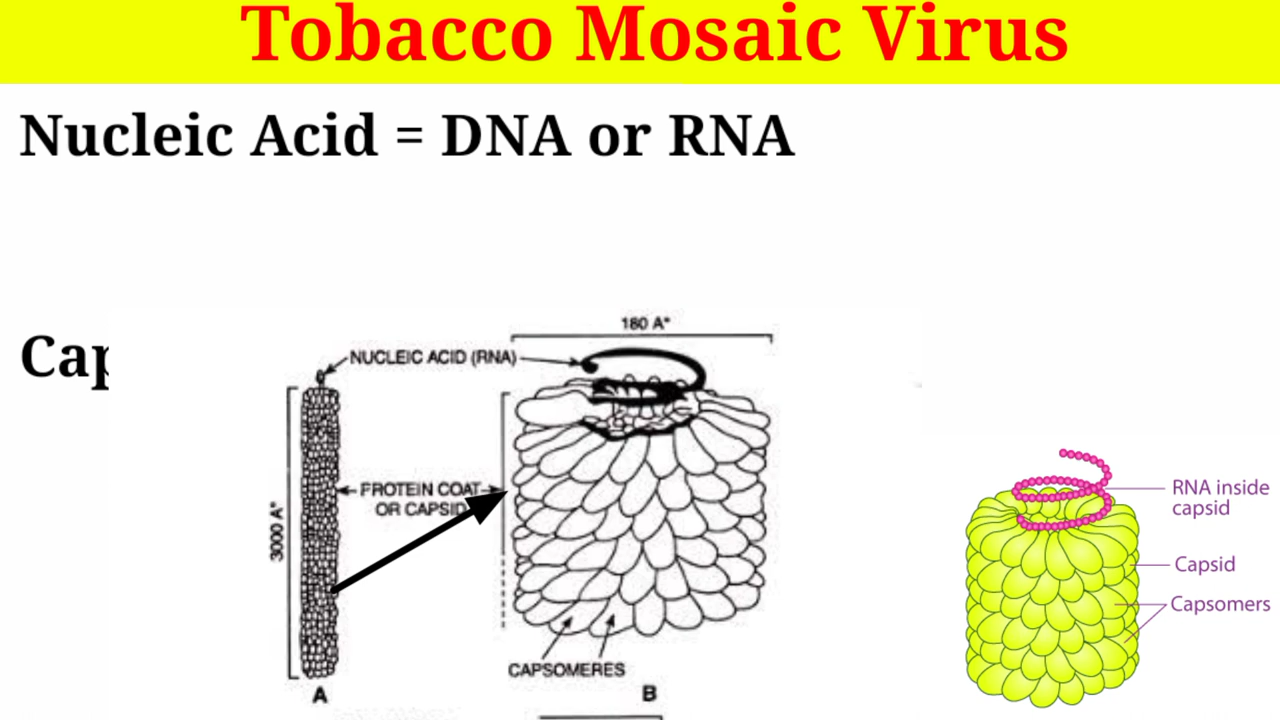 Tobacco Mosaic Virus
Nucleic Acid = DNA or RNA
Cap
180 A°
NUCLEIC ACID (RNA)
3000 A°
PROTEIN COAT
OR CAPSID
CAPSOMERES
A
B
RNA inside
capsid
Capsid
Capsomers